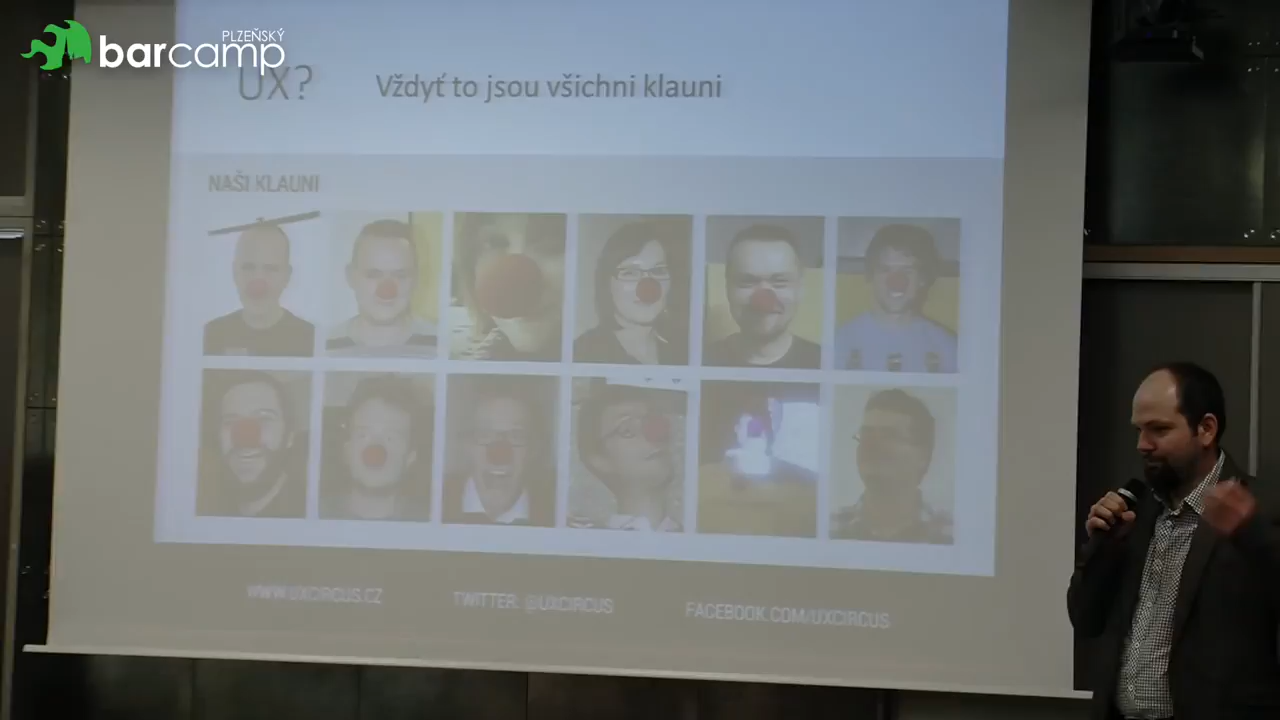 PLZEŇSKÝ
barcamp
UX? Vždyť to jsou všichni klauni
NAŠI KLAUNI
WWW.UXCIRCUS.CZ TWITTER: @UXCIRCUS FACEBOOK.COM/UXCIRCUS